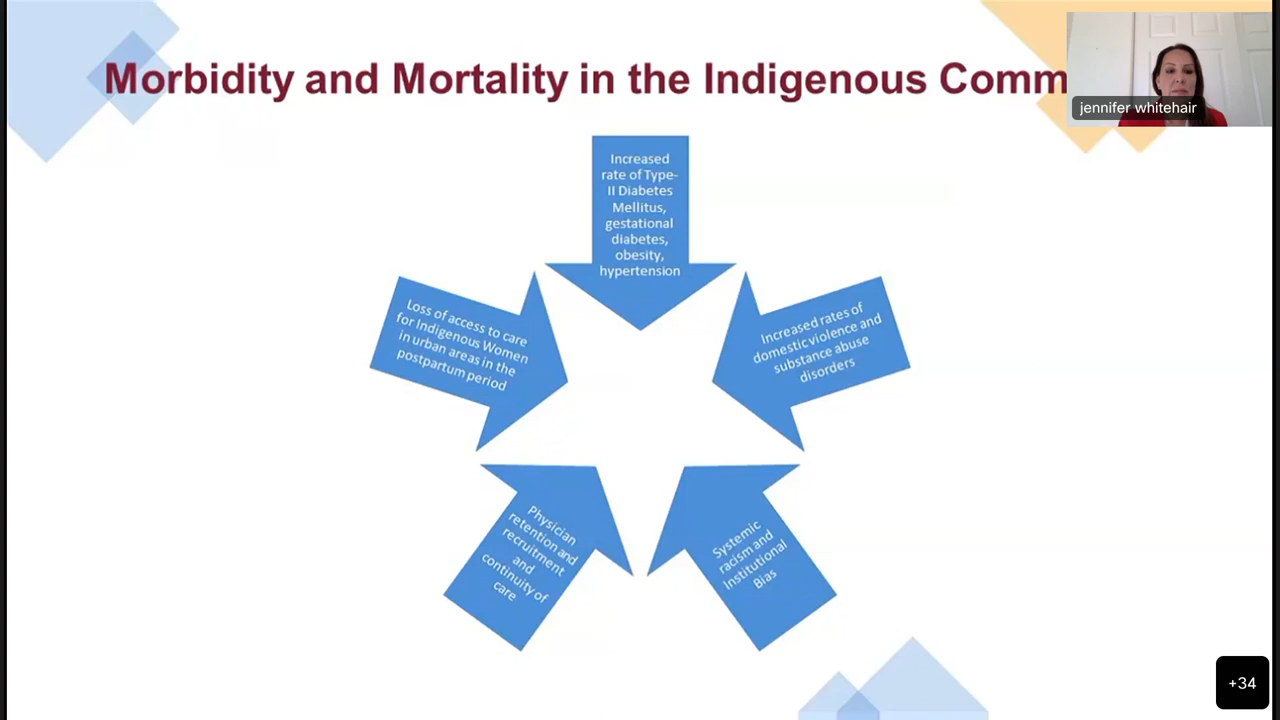 Morbidity and Mortality in the Indigenous Comm
jennifer whitehair
Increased
rate of Type-
II Diabetes
Mellitus,
gestational
diabetes,
obesity,
hypertension
Loss of access to care
for Indigenous Women
in urban areas in the
postpartum period
Increased rates of
domestic violence and
substance abuse
disorders
Physician
retention and
recruitment
and
continuity of
care
Systemic
racism and
Institutional
Bias
+34